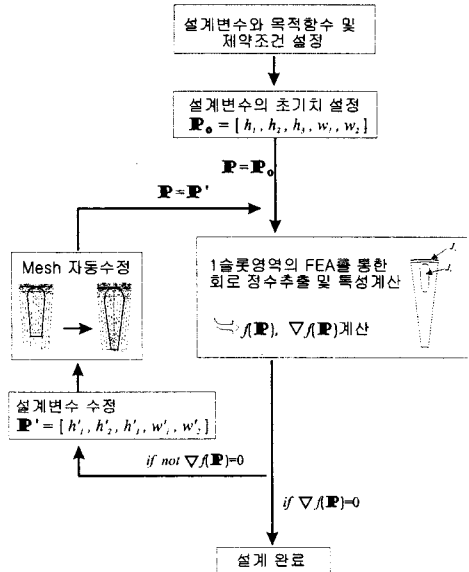 설계변수와 목적함수 및
제약조건 설정
설계변수의 초기치 설정
P₀ = [ h₁ , h₂ , h₃ , w₁ , w₂ ]
P=P₀
P=P'
Mesh 자동수정
1슬롯영역의 FEA를 통한
회로 정수추출 및 특성계산
f(P), ∇f(P)계산
설계변수 수정
P' = [ h'₁ , h'₂ , h'₃ , w'₁ , w'₂ ]
if not ∇f(P)=0
if ∇f(P)=0
설계 완료